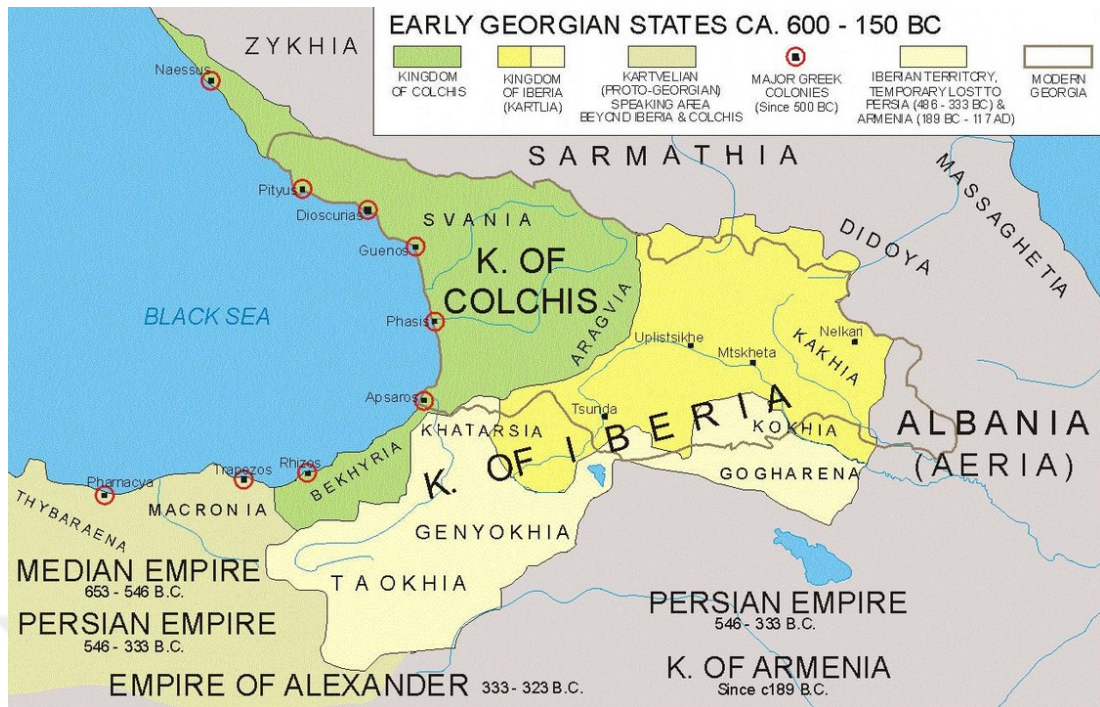 EARLY GEORGIAN STATES CA. 600 - 150 BC
KINGDOM
OF COLCHIS
KINGDOM
OF IBERIA
(KARTLIA)
KARTVELIAN
(PROTO-GEORGIAN)
SPEAKING AREA
BEYOND IBERIA & COLCHIS
MAJOR GREEK
COLONIES
(Since 500 BC)
IBERIAN TERRITORY,
TEMPORARY LOST TO
PERSIA (486 - 333 BC) &
ARMENIA (189 BC - 117 AD)
MODERN
GEORGIA
ZYKHIA
Naessus
SARMATHIA
MASSAGHETIA
DIDOYA
Pityus
Dioscurias
SVANIA
Guenos
K. OF
COLCHIS
BLACK SEA
Phasis
ARAGVIA
Uplistsikhe
Mtskheta
Nelkari
KAKHIA
Apsaros
Tsunda
KHATARSIA
K. OF IBERIA
KOKHIA
ALBANIA
(AERIA)
GOGHARENA
Pharnacya
Trapezos
Rhizos
BEKHYRIA
THYBARAENA
MACRONIA
GENYOKHIA
TAOKHIA
MEDIAN EMPIRE
653 - 546 B.C.
PERSIAN EMPIRE
546 - 333 B.C.
PERSIAN EMPIRE
546 - 333 B.C.
EMPIRE OF ALEXANDER 333 - 323 B.C.
K. OF ARMENIA
Since c189 B.C.